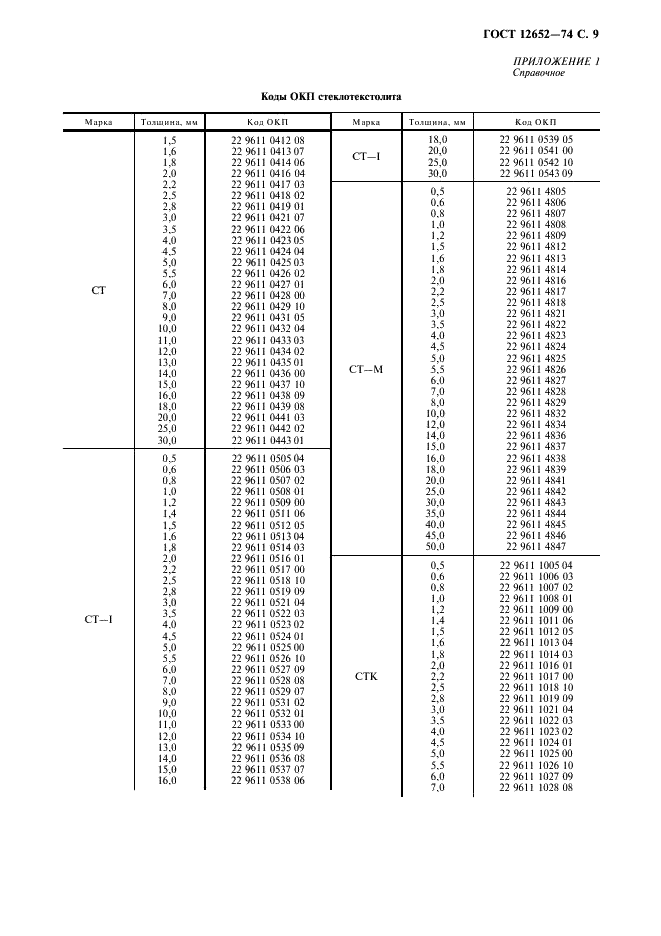 ГОСТ 12652—74 С. 9
ПРИЛОЖЕНИЕ 1
Справочное
Коды ОКП стеклотекстолита
Марка Толщина, мм Код ОКП
СТ
1,5 22 9611 0412 08
1,6 22 9611 0413 07
1,8 22 9611 0414 06
2,0 22 9611 0416 04
2,2 22 9611 0417 03
2,5 22 9611 0418 02
2,8 22 9611 0419 01
3,0 22 9611 0421 07
3,5 22 9611 0422 06
4,0 22 9611 0423 05
4,5 22 9611 0424 04
5,0 22 9611 0425 03
5,5 22 9611 0426 02
6,0 22 9611 0427 01
7,0 22 9611 0428 00
8,0 22 9611 0429 10
9,0 22 9611 0431 05
10,0 22 9611 0432 04
11,0 22 9611 0433 03
12,0 22 9611 0434 02
13,0 22 9611 0435 01
14,0 22 9611 0436 00
15,0 22 9611 0437 10
16,0 22 9611 0438 09
18,0 22 9611 0439 08
20,0 22 9611 0441 03
25,0 22 9611 0442 02
30,0 22 9611 0443 01
СТ—I
0,5 22 9611 0505 04
0,6 22 9611 0506 03
0,8 22 9611 0507 02
1,0 22 9611 0508 01
1,2 22 9611 0509 00
1,4 22 9611 0511 06
1,5 22 9611 0512 05
1,6 22 9611 0513 04
1,8 22 9611 0514 03
2,0 22 9611 0516 01
2,2 22 9611 0517 00
2,5 22 9611 0518 10
2,8 22 9611 0519 09
3,0 22 9611 0521 04
3,5 22 9611 0522 03
4,0 22 9611 0523 02
4,5 22 9611 0524 01
5,0 22 9611 0525 00
5,5 22 9611 0526 10
6,0 22 9611 0527 09
7,0 22 9611 0528 08
8,0 22 9611 0529 07
9,0 22 9611 0531 02
10,0 22 9611 0532 01
11,0 22 9611 0533 00
12,0 22 9611 0534 10
13,0 22 9611 0535 09
14,0 22 9611 0536 08
15,0 22 9611 0537 07
16,0 22 9611 0538 06
Марка Толщина, мм Код ОКП
СТ—I
18,0 22 9611 0539 05
20,0 22 9611 0541 00
25,0 22 9611 0542 10
30,0 22 9611 0543 09
СТ—М
0,5 22 9611 4805
0,6 22 9611 4806
0,8 22 9611 4807
1,0 22 9611 4808
1,2 22 9611 4809
1,5 22 9611 4812
1,6 22 9611 4813
1,8 22 9611 4814
2,0 22 9611 4816
2,2 22 9611 4817
2,5 22 9611 4818
3,0 22 9611 4821
3,5 22 9611 4822
4,0 22 9611 4823
4,5 22 9611 4824
5,0 22 9611 4825
5,5 22 9611 4826
6,0 22 9611 4827
7,0 22 9611 4828
8,0 22 9611 4829
10,0 22 9611 4832
12,0 22 9611 4834
14,0 22 9611 4836
15,0 22 9611 4837
16,0 22 9611 4838
18,0 22 9611 4839
20,0 22 9611 4841
25,0 22 9611 4842
30,0 22 9611 4843
35,0 22 9611 4844
40,0 22 9611 4845
45,0 22 9611 4846
50,0 22 9611 4847
СТК
0,5 22 9611 1005 04
0,6 22 9611 1006 03
0,8 22 9611 1007 02
1,0 22 9611 1008 01
1,2 22 9611 1009 00
1,4 22 9611 1011 06
1,5 22 9611 1012 05
1,6 22 9611 1013 04
1,8 22 9611 1014 03
2,0 22 9611 1016 01
2,2 22 9611 1017 00
2,5 22 9611 1018 10
2,8 22 9611 1019 09
3,0 22 9611 1021 04
3,5 22 9611 1022 03
4,0 22 9611 1023 02
4,5 22 9611 1024 01
5,0 22 9611 1025 00
5,5 22 9611 1026 10
6,0 22 9611 1027 09
7,0 22 9611 1028 08